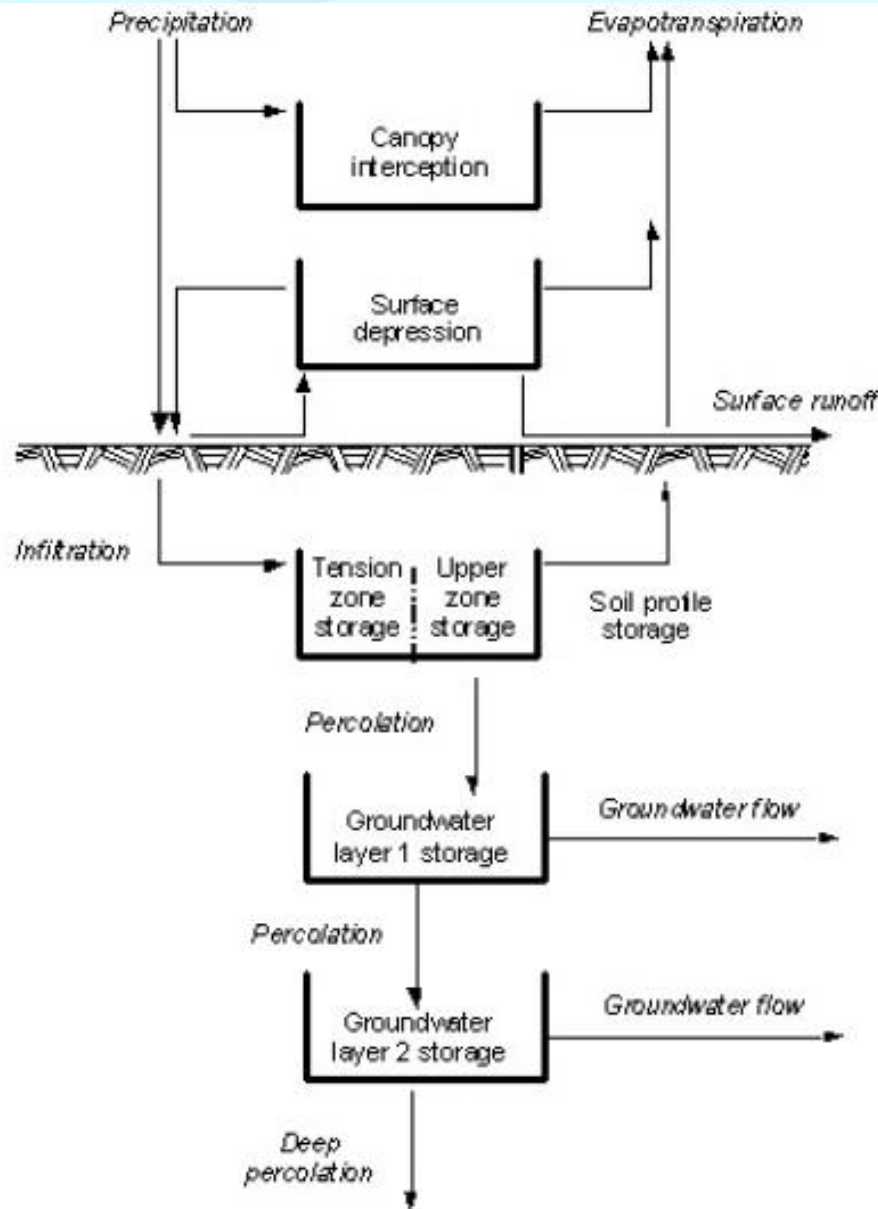 Precipitation
Evapotranspiration
Canopy
interception
Surface
depression
Surface runoff
Infiltration
Tension
zone
storage
Upper
zone
storage
Soil profile
storage
Percolation
Groundwater
layer 1 storage
Groundwater flow
Percolation
Groundwater
layer 2 storage
Groundwater flow
Deep
percolation